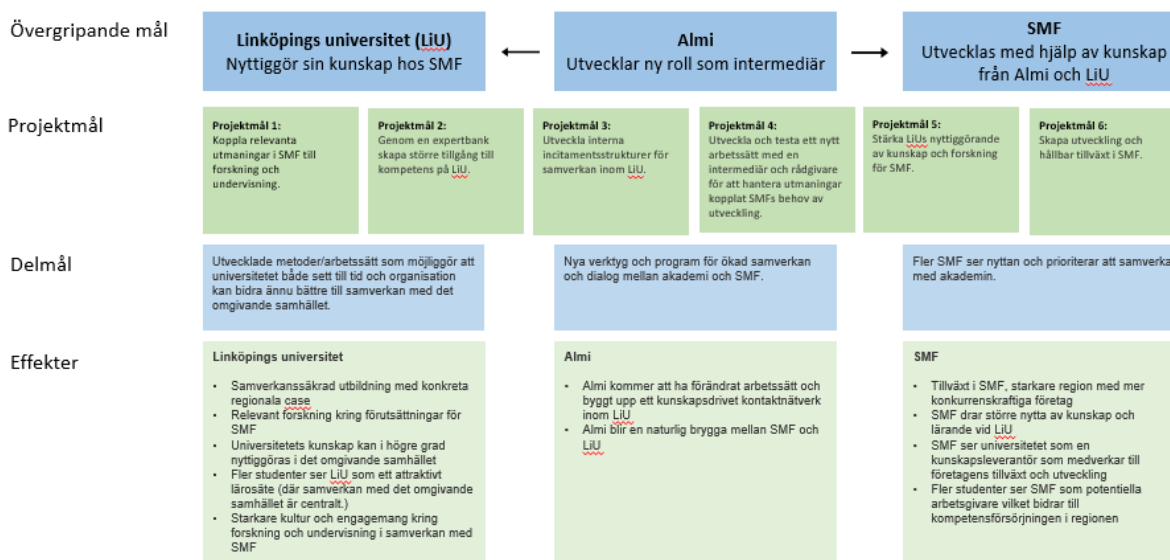 Övergripande mål
Linköpings universitet (LiU)
Nyttiggör sin kunskap hos SMF
Almi
Utvecklar ny roll som intermediär
SMF
Utvecklas med hjälp av kunskap
från Almi och LiU
Projektmål
Projektmål 1:
Koppla relevanta
utmaningar i SMF till
forskning och
undervisning.
Projektmål 2:
Genom en expertbank
skapa större tillgång till
kompetens på LiU.
Projektmål 3:
Utveckla interna
incitamentsstrukturer för
samverkan inom LiU.
Projektmål 4:
Utveckla och testa ett nytt
arbetssätt med en
intermediär och rådgivare
för att hantera utmaningar
kopplat SMFs behov av
utveckling.
Projektmål 5:
Stärka LiUs nyttiggörande
av kunskap och forskning
för SMF.
Projektmål 6:
Skapa utveckling och
hållbar tillväxt i SMF.
Delmål
Utvecklade metoder/arbetssätt som möjliggör att
universitetet både sett till tid och organisation
kan bidra ännu bättre till samverkan med det
omgivande samhället.
Nya verktyg och program för ökad samverkan
och dialog mellan akademi och SMF.
Fler SMF ser nyttan och prioriterar att samverka
med akademin.
Effekter
Linköpings universitet
• Samverkanssäkrad utbildning med konkreta
regionala case
• Relevant forskning kring förutsättningar för
SMF
• Universitetets kunskap kan i högre grad
nyttiggöras i det omgivande samhället
• Fler studenter ser LiU som ett attraktivt
lärosäte (där samverkan med det omgivande
samhället är centralt.)
• Starkare kultur och engagemang kring
forskning och undervisning i samverkan med
SMF
Almi
• Almi kommer att ha förändrat arbetssätt och
byggt upp ett kunskapsdrivet kontaktnätverk
inom LiU
• Almi blir en naturlig brygga mellan SMF och
LiU
SMF
• Tillväxt i SMF, starkare region med mer
konkurrenskraftiga företag
• SMF drar större nytta av kunskap och
lärande vid LiU
• SMF ser universitetet som en
kunskapsleverantör som medverkar till
företagens tillväxt och utveckling
• Fler studenter ser SMF som potentiella
arbetsgivare vilket bidrar till
kompetensförsörjningen i regionen